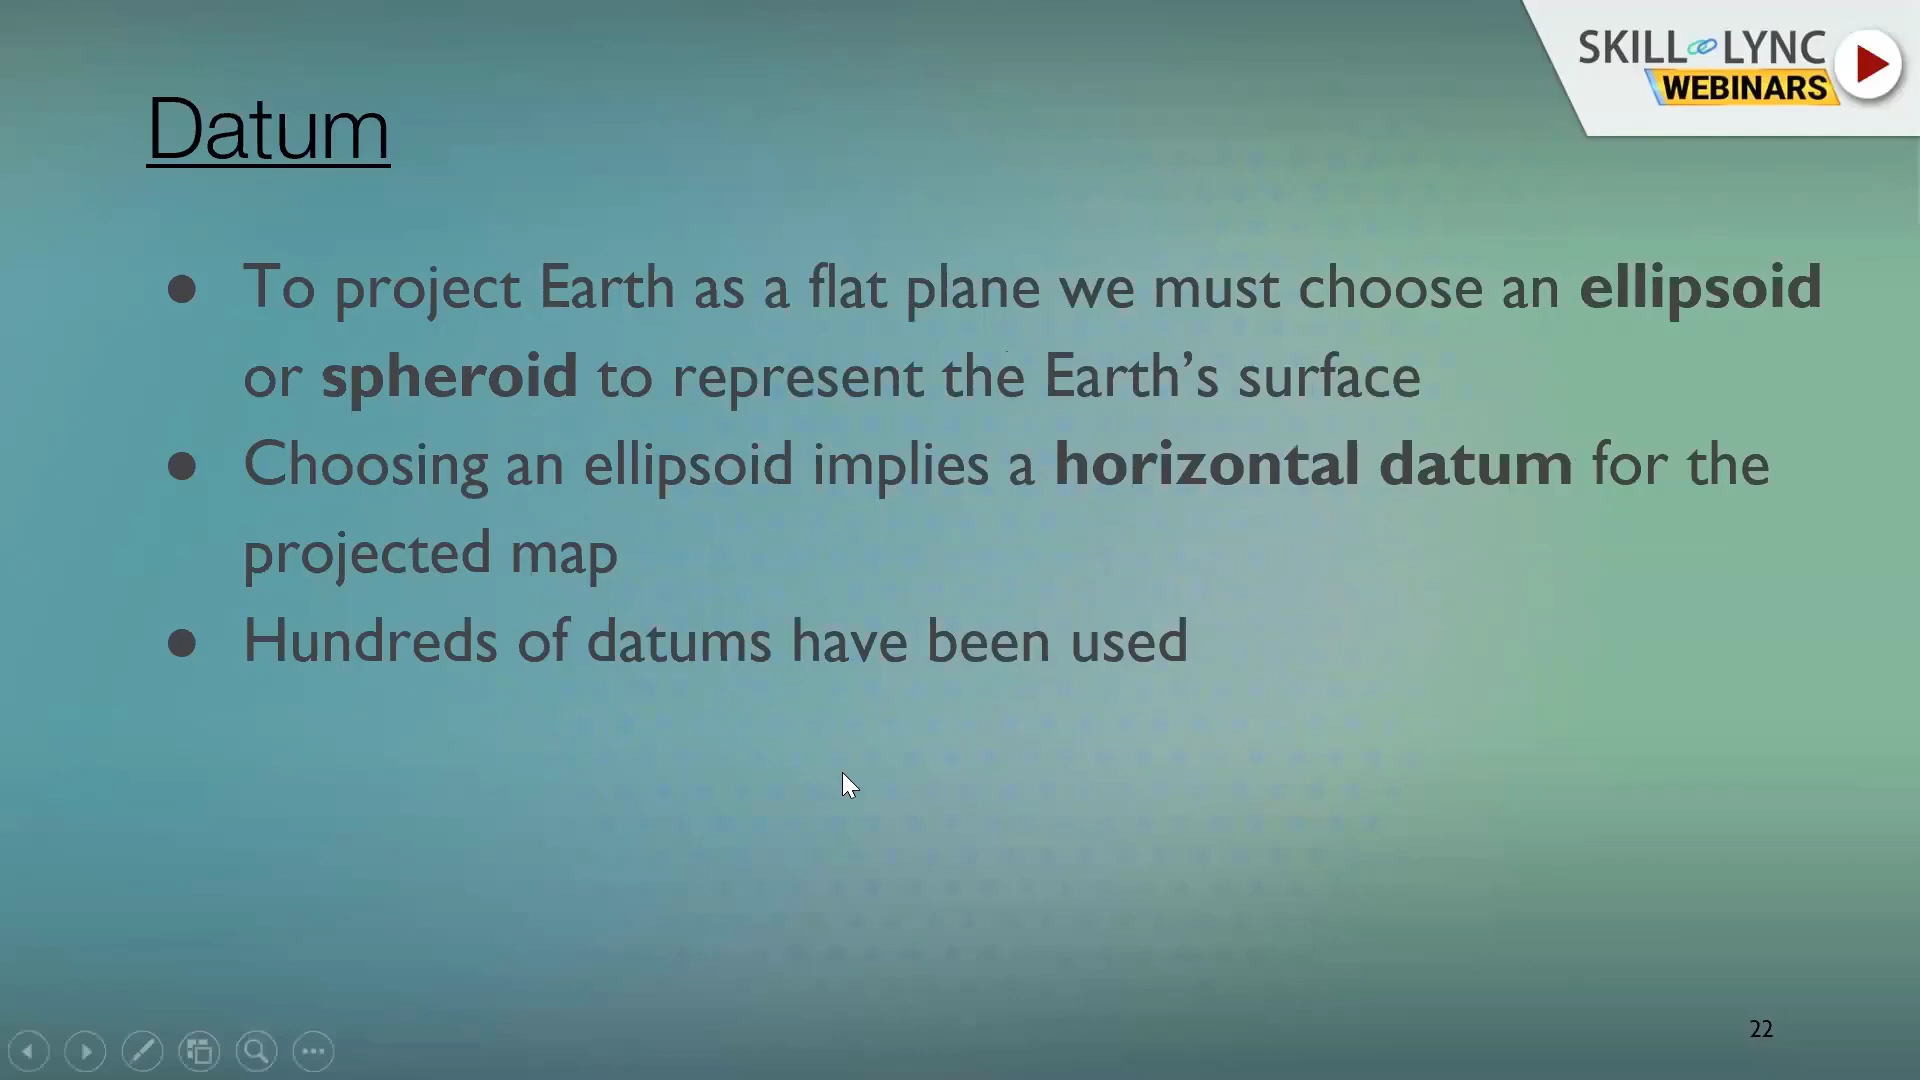 SKILL LYNC
WEBINARS
Datum
● To project Earth as a flat plane we must choose an ellipsoid
or spheroid to represent the Earth’s surface
● Choosing an ellipsoid implies a horizontal datum for the
projected map
● Hundreds of datums have been used
22